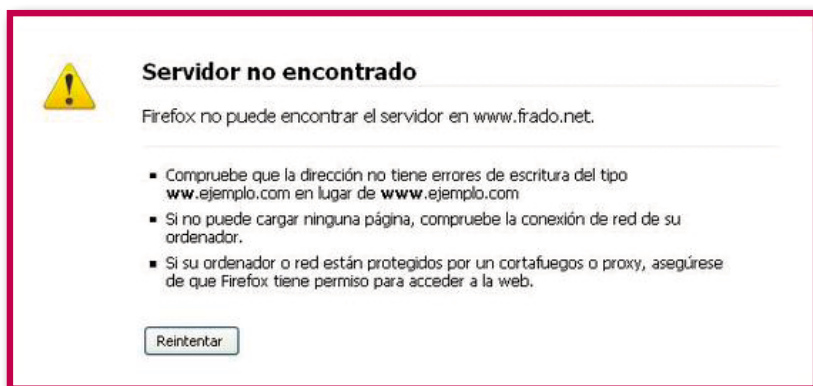 Servidor no encontrado
Firefox no puede encontrar el servidor en www.frado.net.
▪ Compruebe que la dirección no tiene errores de escritura del tipo
ww.ejemplo.com en lugar de www.ejemplo.com
▪ Si no puede cargar ninguna página, compruebe la conexión de red de su
ordenador.
▪ Si su ordenador o red están protegidos por un cortafuegos o proxy, asegúrese
de que Firefox tiene permiso para acceder a la web.
Reintentar